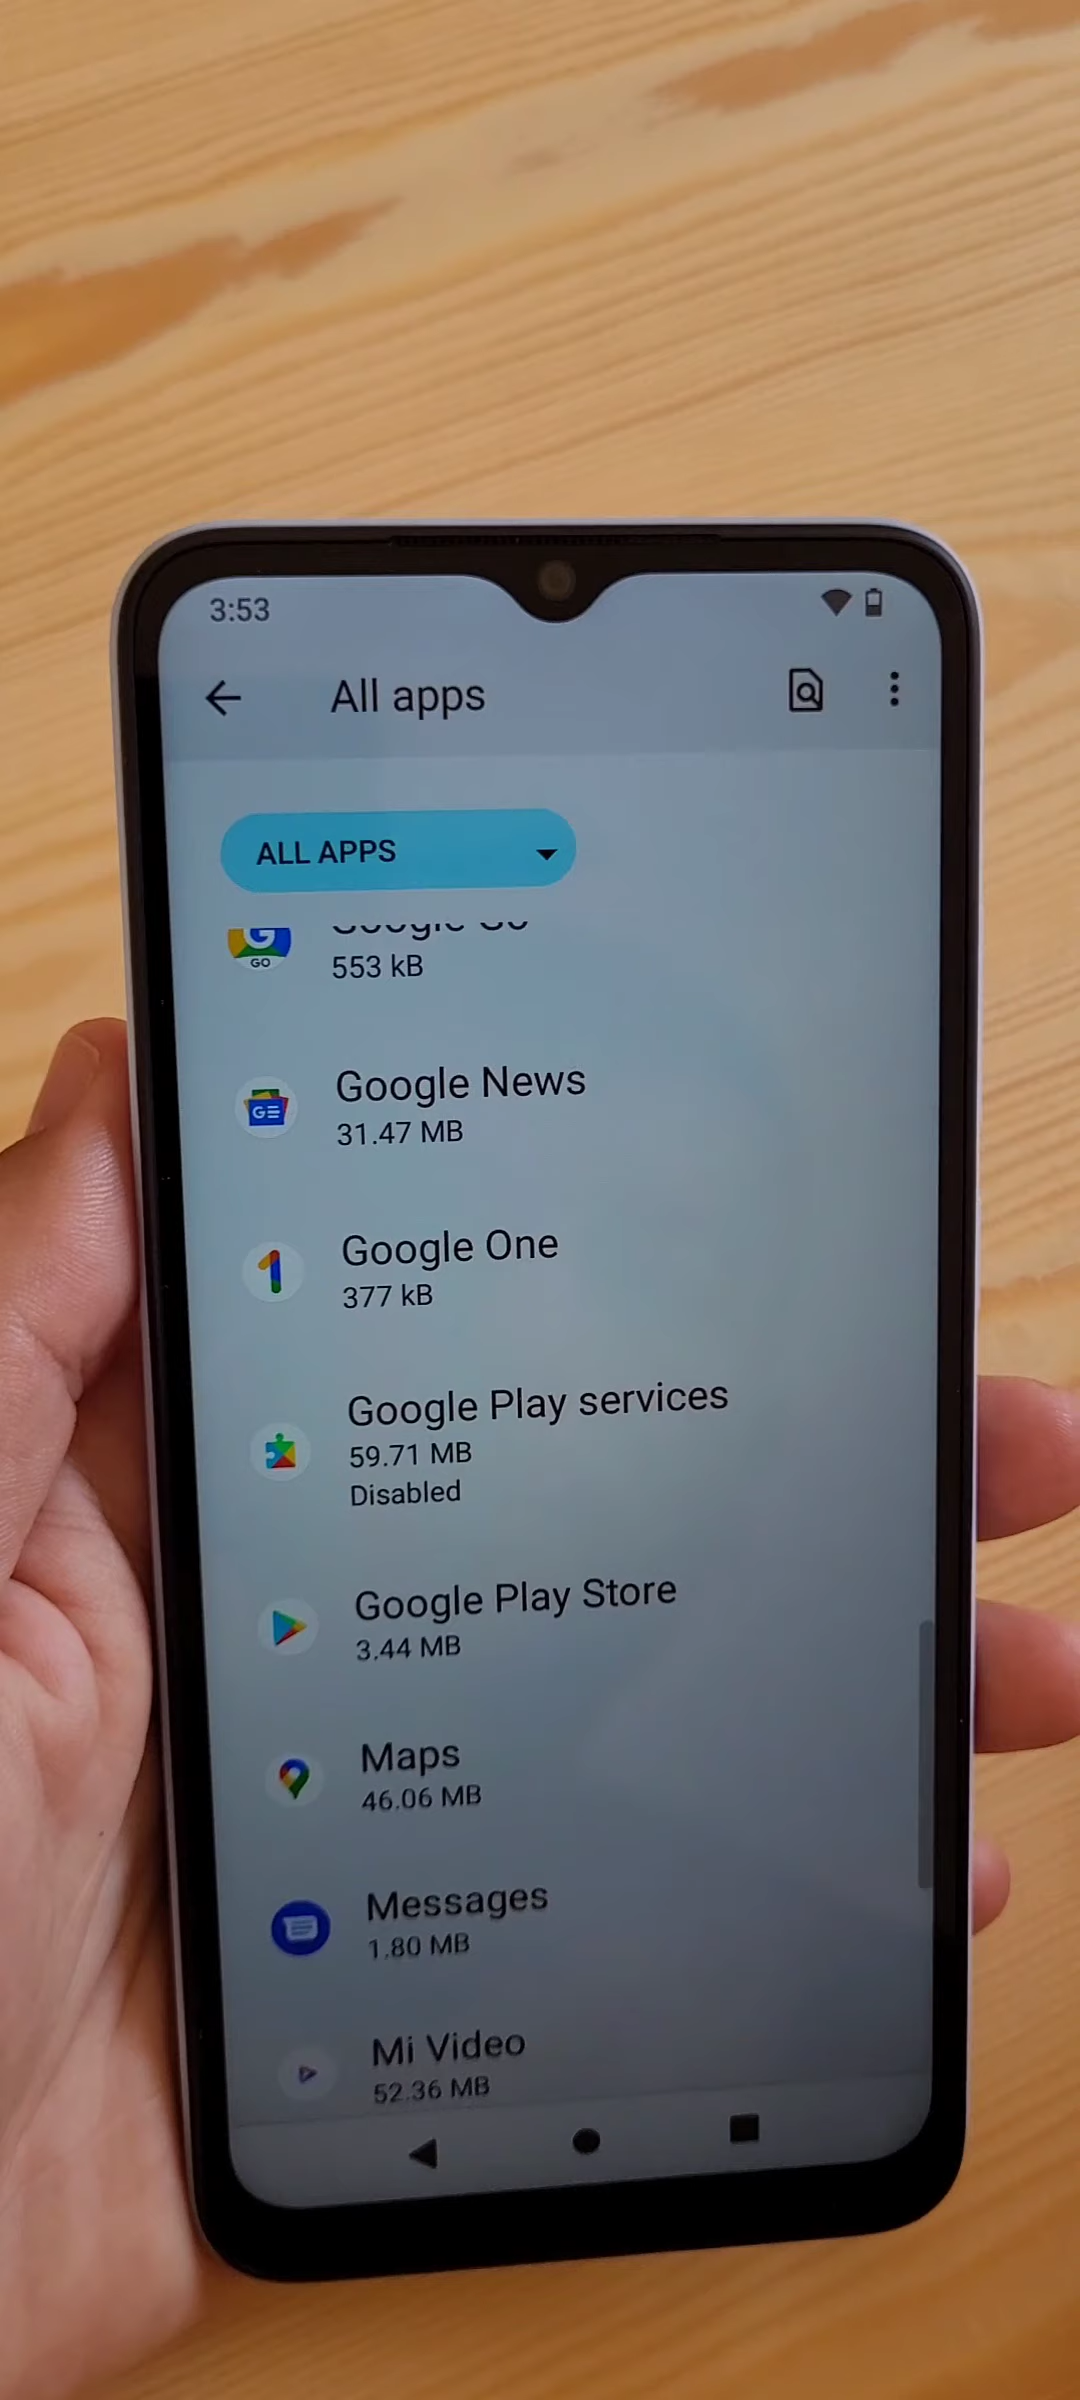 3:53
All apps
ALL APPS
GO
553 kB
Google News
31.47 MB
Google One
377 kB
Google Play services
59.71 MB
Disabled
Google Play Store
3.44 MB
Maps
46.06 MB
Messages
1.80 MB
Mi Video
52.36 MB